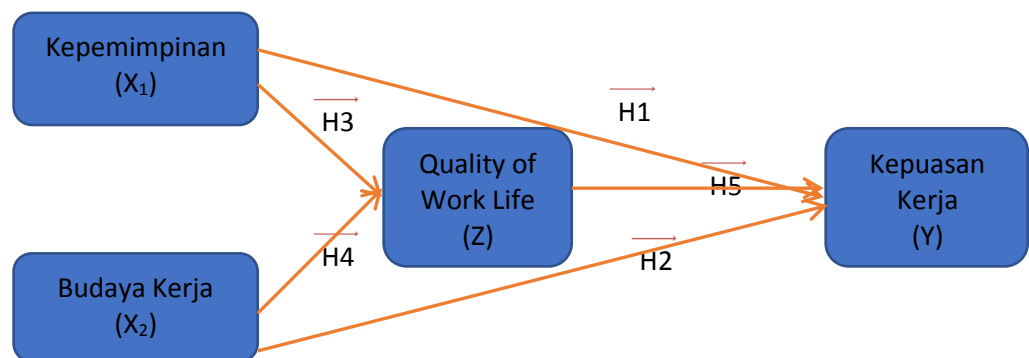 Kepemimpinan
(X₁)
H3
H1
Quality of
Work Life
(Z)
H5
Kepuasan
Kerja
(Y)
H4
H2
Budaya Kerja
(X₂)